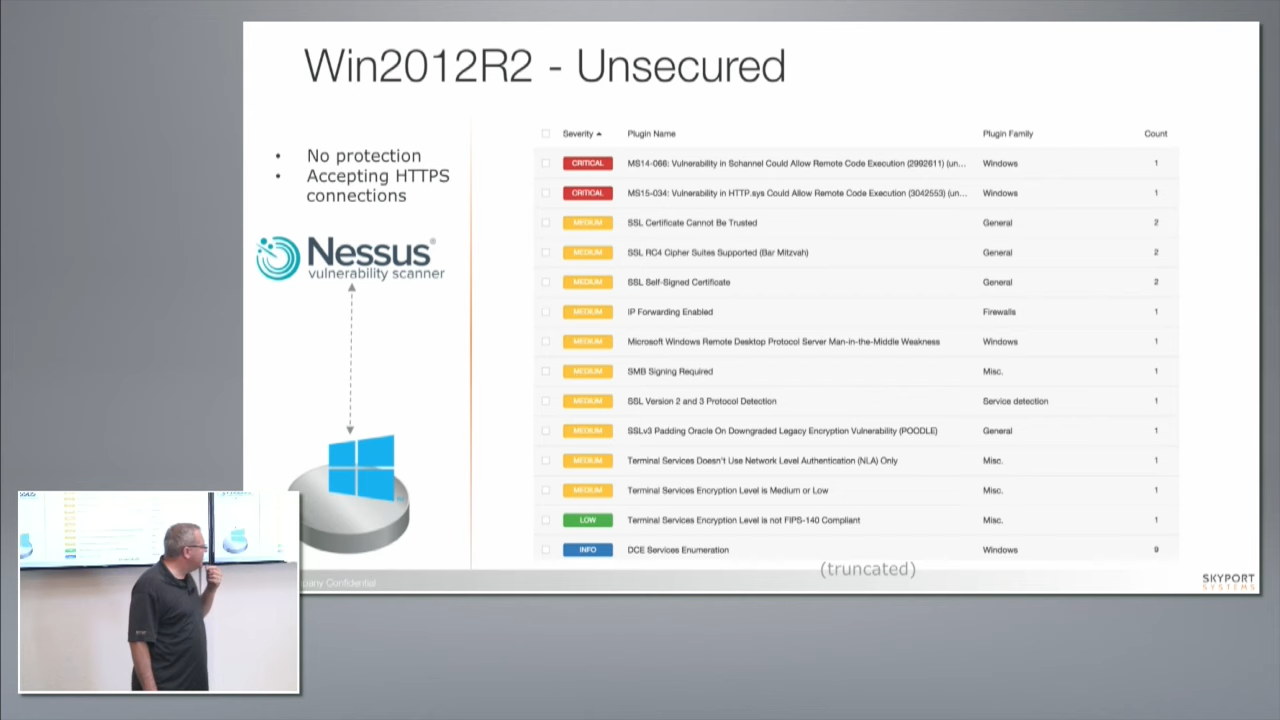 Win2012R2 - Unsecured
• No protection
• Accepting HTTPS
connections
Nessus®
vulnerability scanner
Severity Plugin Name Plugin Family Count
CRITICAL MS14-066: Vulnerability in Schannel Could Allow Remote Code Execution (2992611) (un... Windows 1
CRITICAL MS15-034: Vulnerability in HTTP.sys Could Allow Remote Code Execution (3042553) (un... Windows 1
MEDIUM SSL Certificate Cannot Be Trusted General 2
MEDIUM SSL RC4 Cipher Suites Supported (Bar Mitzvah) General 2
MEDIUM SSL Self-Signed Certificate General 2
MEDIUM IP Forwarding Enabled Firewalls 1
MEDIUM Microsoft Windows Remote Desktop Protocol Server Man-in-the-Middle Weakness Windows 1
MEDIUM SMB Signing Required Misc. 1
MEDIUM SSL Version 2 and 3 Protocol Detection Service detection 1
MEDIUM SSLv3 Padding Oracle On Downgraded Legacy Encryption Vulnerability (POODLE) General 1
MEDIUM Terminal Services Doesn't Use Network Level Authentication (NLA) Only Misc. 1
MEDIUM Terminal Services Encryption Level is Medium or Low Misc. 1
LOW Terminal Services Encryption Level is not FIPS-140 Compliant Misc. 1
INFO DCE Services Enumeration Windows 9
(truncated)
Confidential
SKYPORT
SYSTEMS